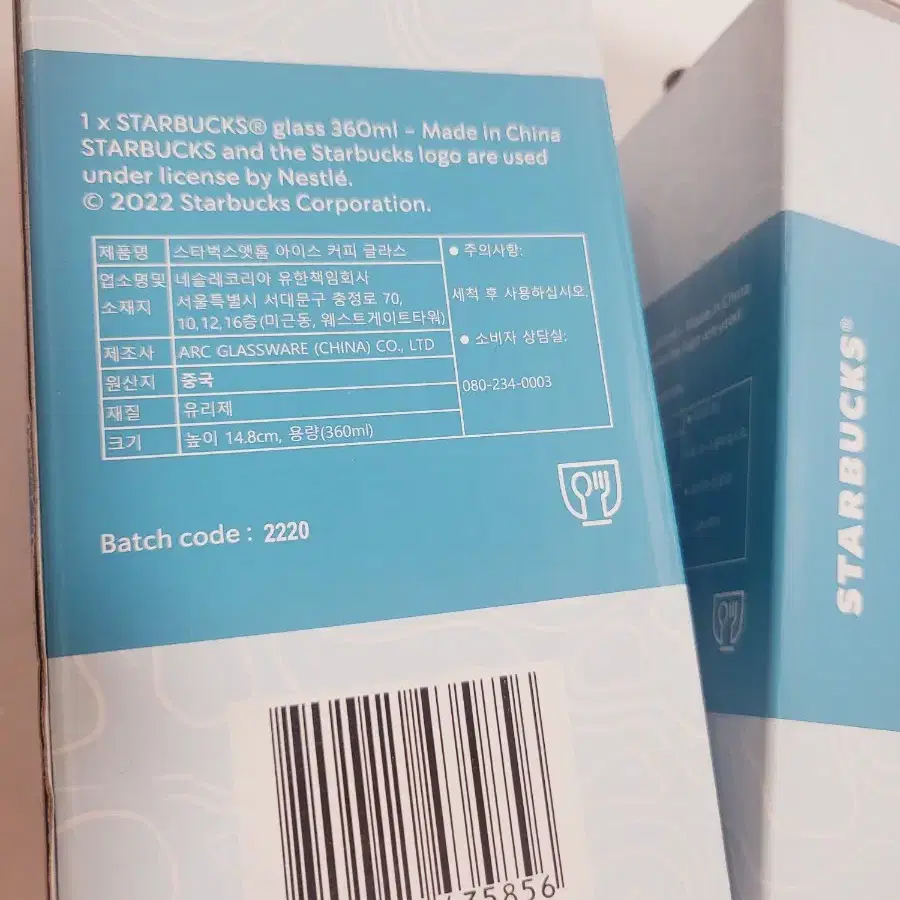 1 x STARBUCKS® glass 360ml - Made in China
STARBUCKS and the Starbucks logo are used
under license by Nestlé.
© 2022 Starbucks Corporation.
제품명 스타벅스앳홈 아이스 커피 글라스
업소명및 소재지 네슬레코리아 유한책임회사
서울특별시 서대문구 충정로 70,
10,12,16층(미근동, 웨스트게이트타워)
제조사 ARC GLASSWARE (CHINA) CO., LTD
원산지 중국
재질 유리제
크기 높이 14.8cm, 용량(360ml)
● 주의사항:
세척 후 사용하십시오.
● 소비자 상담실:
080-234-0003
Batch code : 2220
35856
Made in China
STARBUCKS®